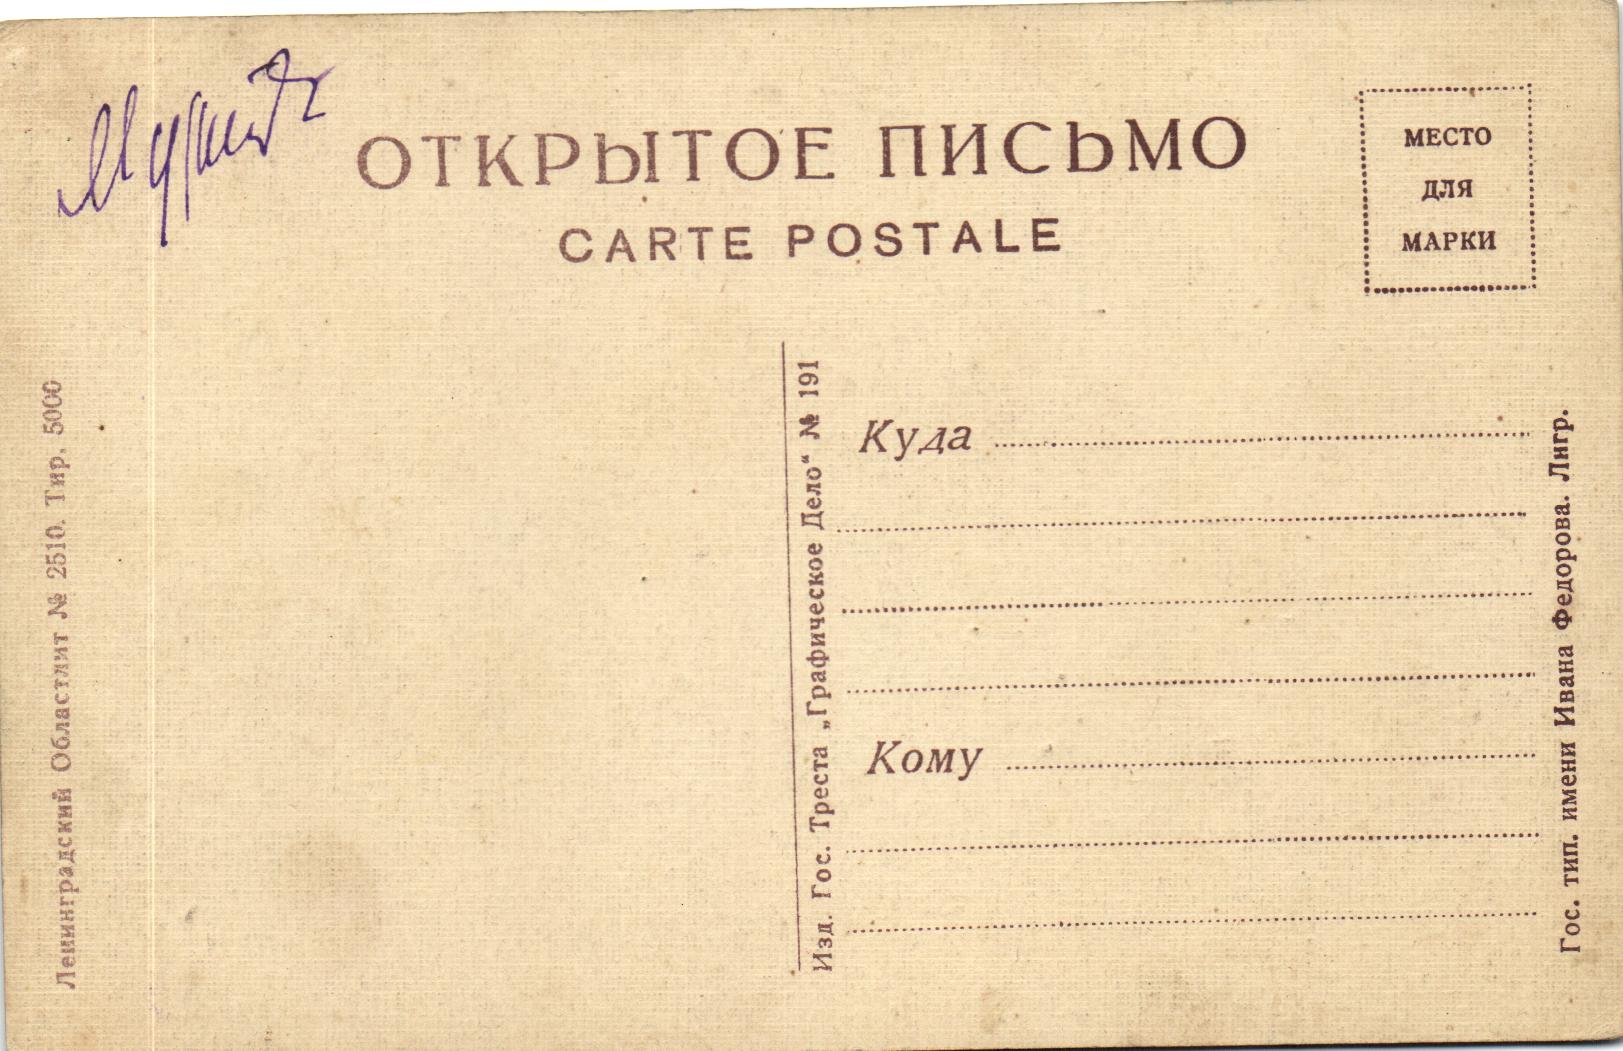 ОТКРЫТОЕ ПИСЬМО
CARTE POSTALE
МЕСТО
ДЛЯ
МАРКИ
Ленинградский Областлит № 2510. Тир. 5000
Изд. Гос. Треста „Графическое Дело“ № 191
Куда
Кому
Гос. тип. имени Ивана Федорова. Лнгр.